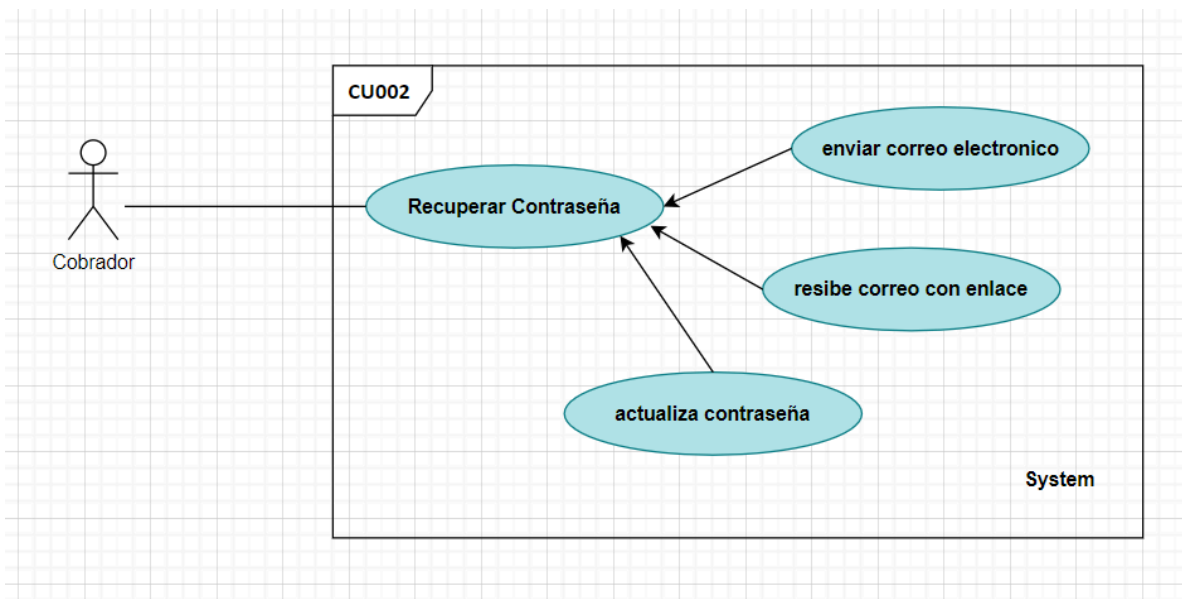 CU002
enviar correo electronico
Recuperar Contraseña
Cobrador
resibe correo con enlace
actualiza contraseña
System